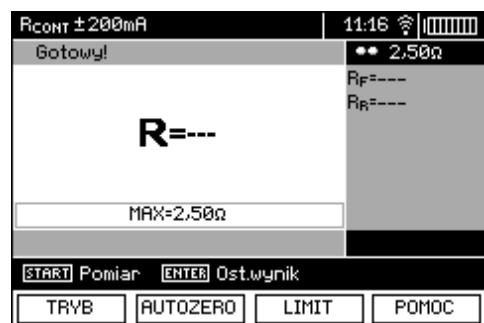 RCONT ±200mA 11:16
Gotowy! 2,50Ω
RF=---
RR=---
R=---
MAX=2,50Ω
START Pomiar ENTER Ost.wynik
TRYB AUTOZERO LIMIT POMOC